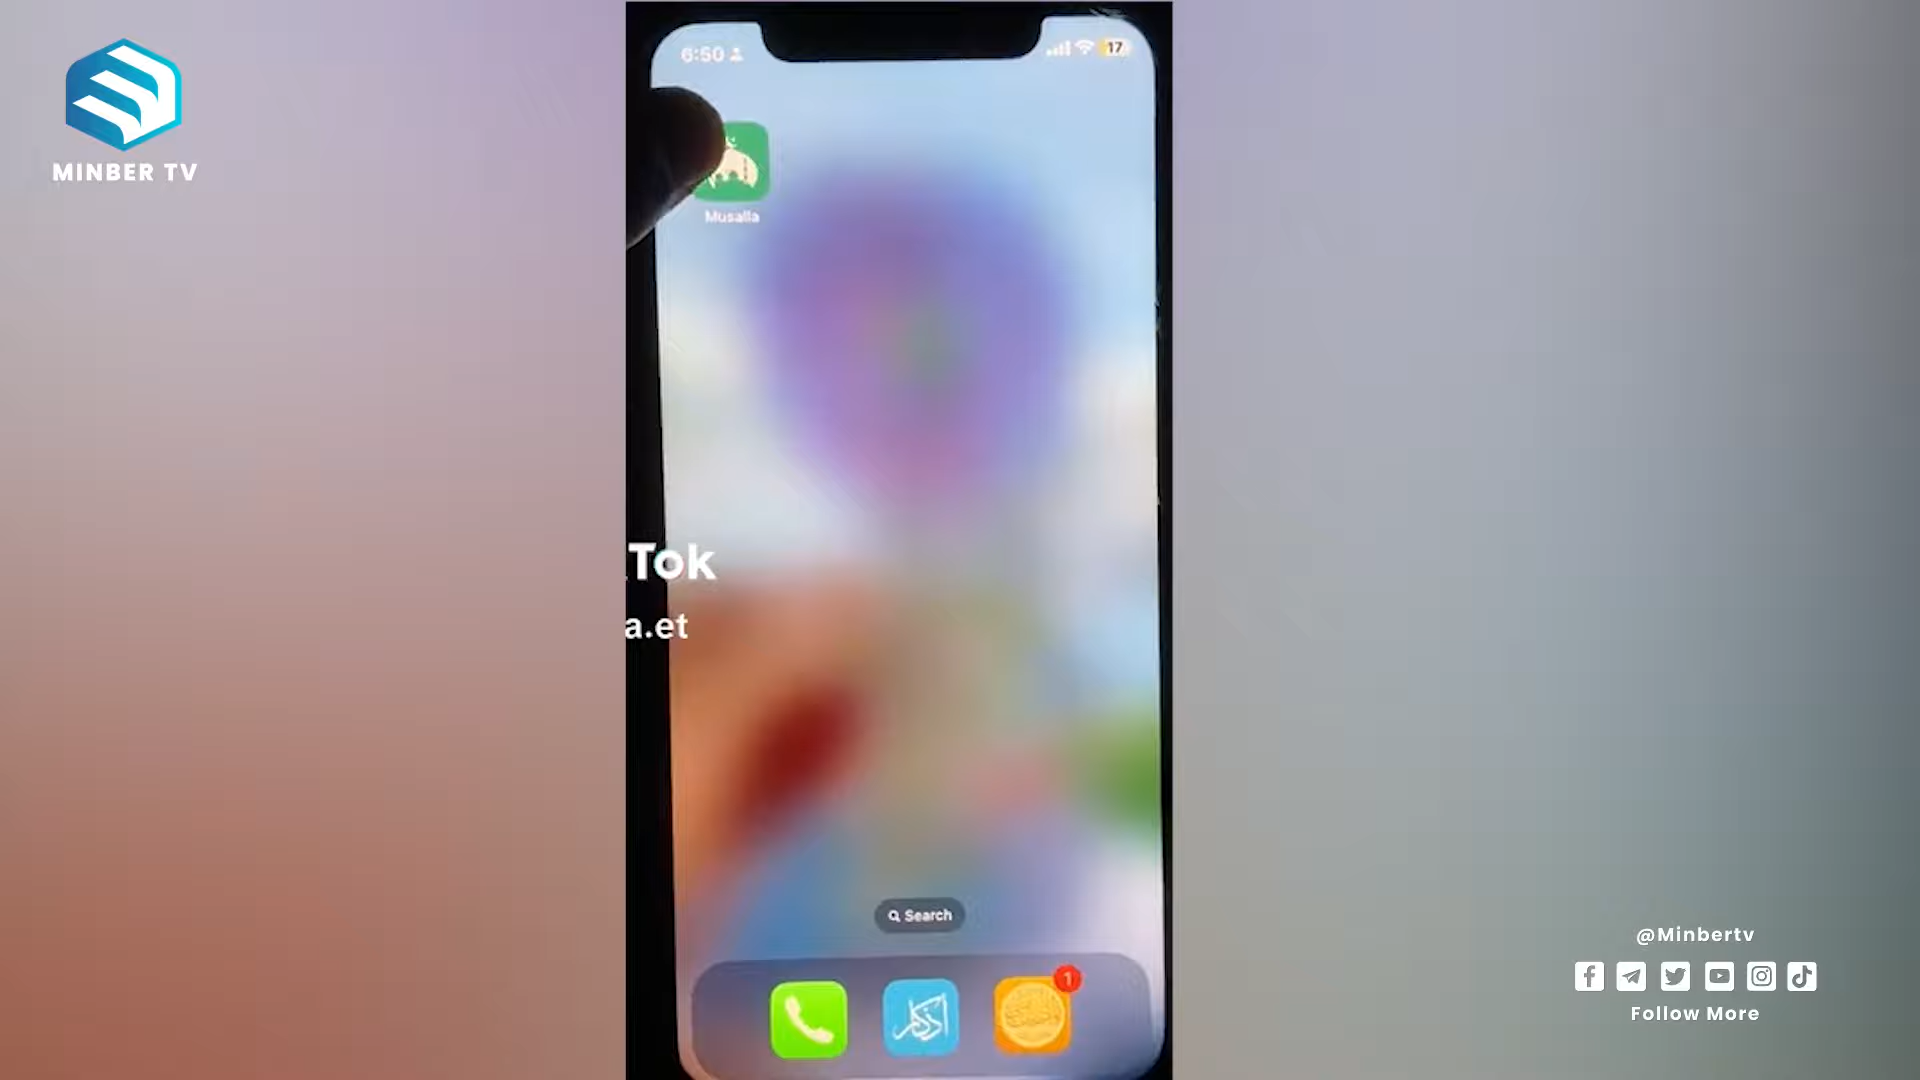 MINBER TV
6:50
17
Musalla
Tok
a.et
Search
1
@Minbertv
Follow More